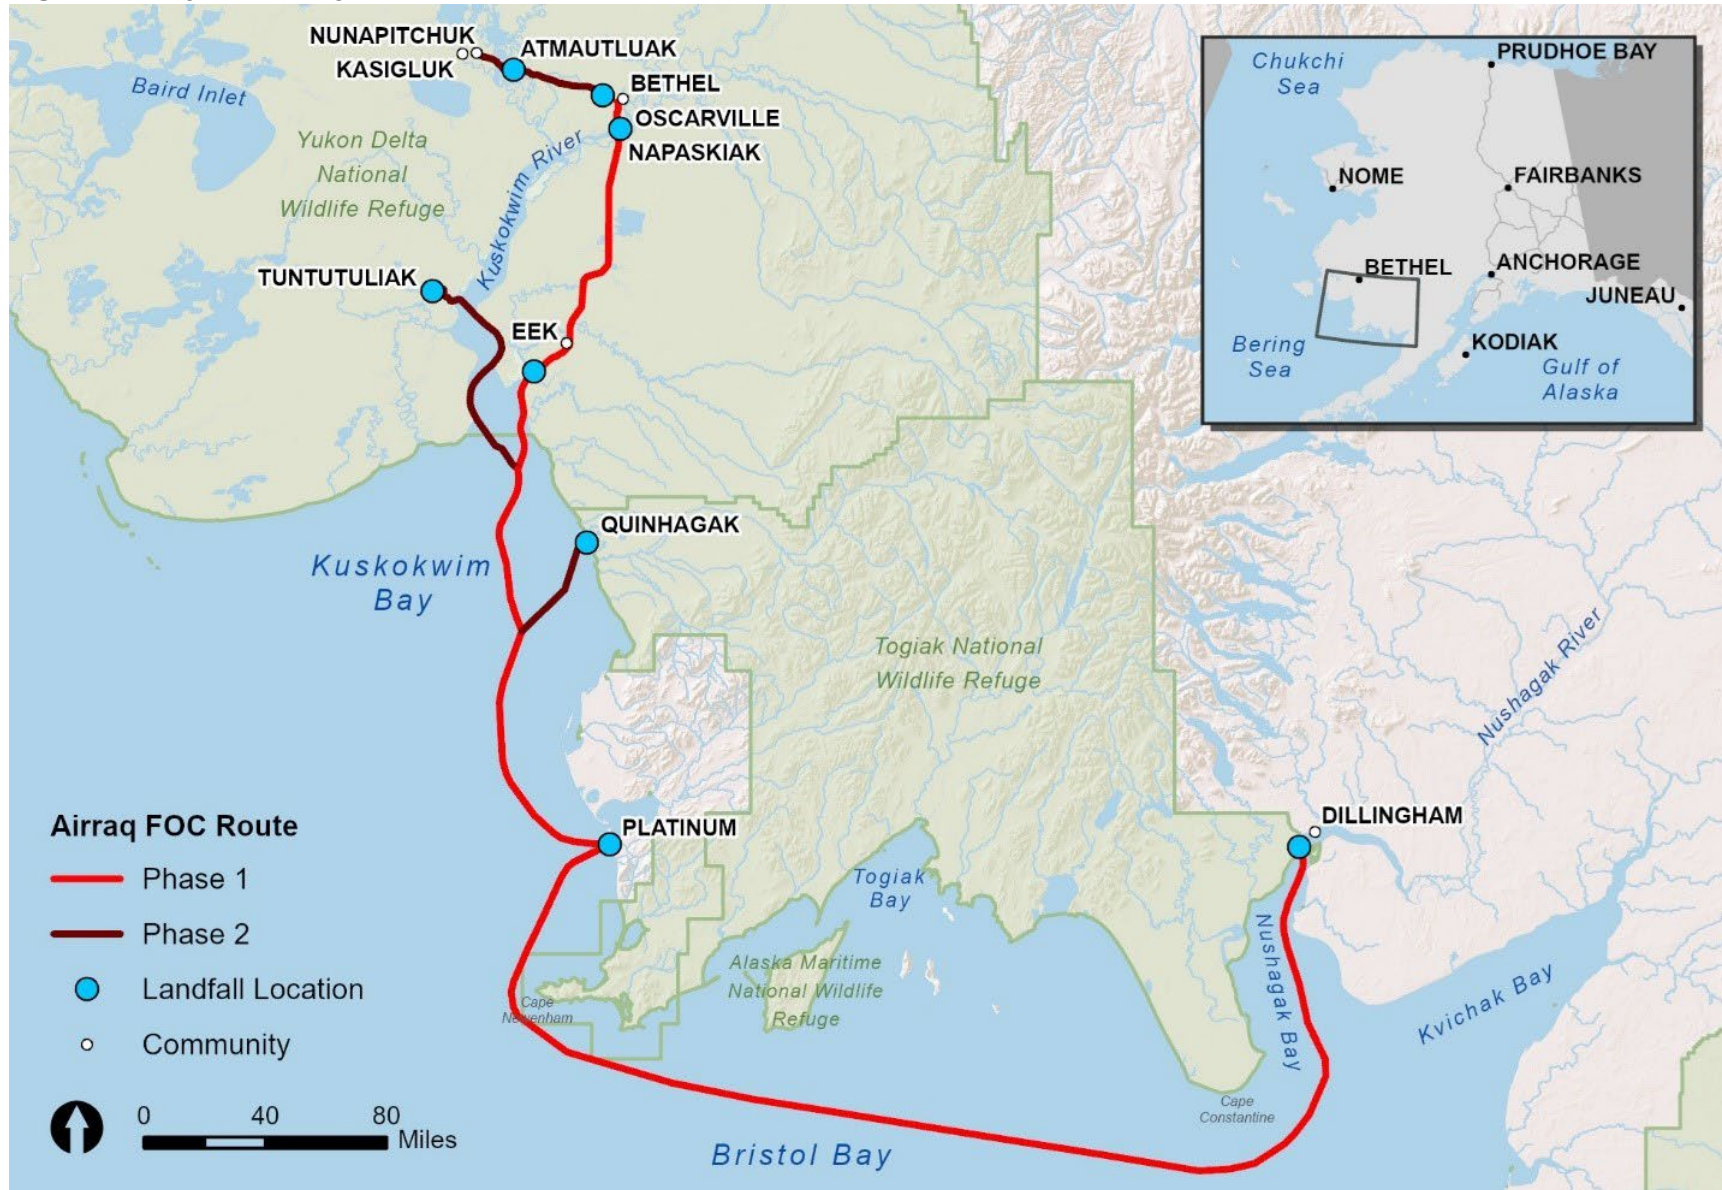 NUNAPITCHUK
KASIGLUK
ATMAUTLUAK
BETHEL
OSCARVILLE
NAPASKIAK
Baird Inlet
Yukon Delta
National
Wildlife Refuge
Kuskokwim River
TUNTUTULIAK
EEK
QUINHAGAK
Kuskokwim
Bay
Togiak National
Wildlife Refuge
Nushagak River
PLATINUM
DILLINGHAM
Togiak
Bay
Alaska Maritime
National Wildlife
Refuge
Cape
Newenham
Nushagak Bay
Kvichak Bay
Cape
Constantine
Bristol Bay
Chukchi
Sea
PRUDHOE BAY
NOME
FAIRBANKS
BETHEL
ANCHORAGE
JUNEAU
Bering
Sea
KODIAK
Gulf of
Alaska
Airraq FOC Route
Phase 1
Phase 2
Landfall Location
Community
0 40 80
Miles